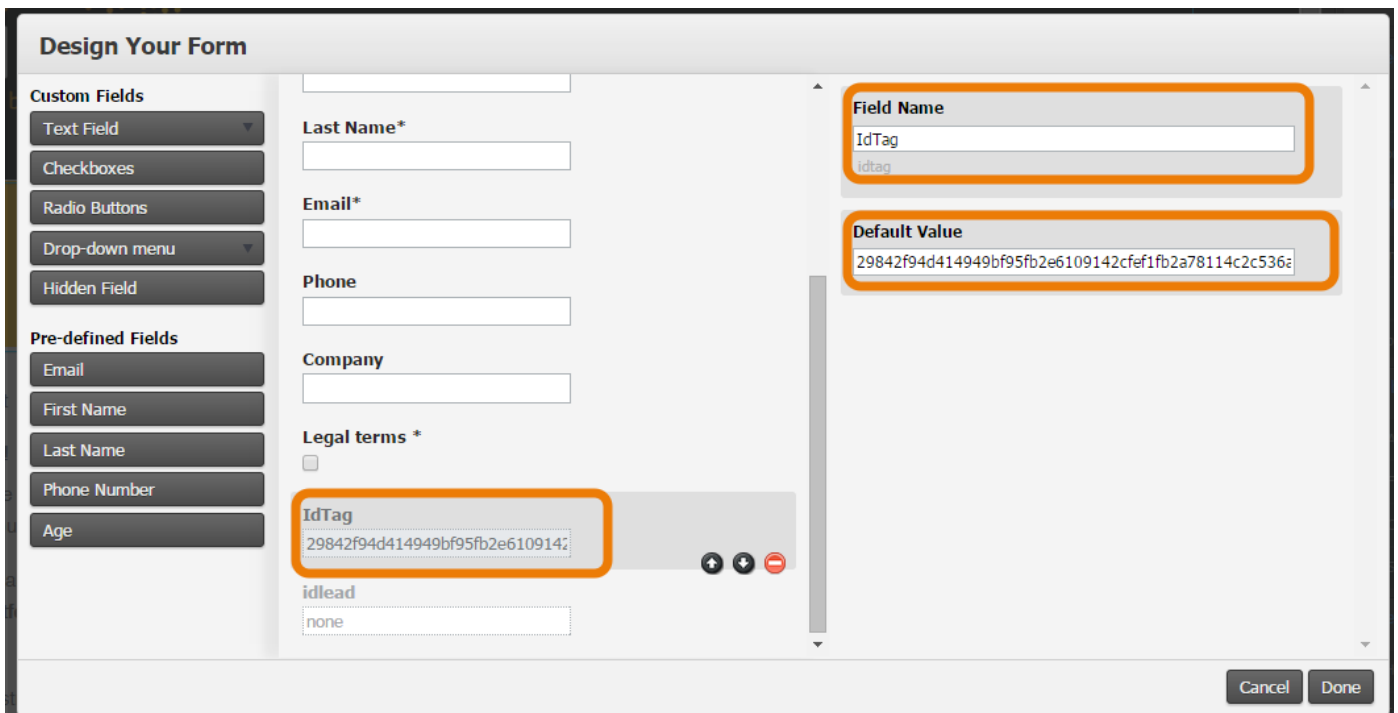 Design Your Form
Custom Fields
Text Field
Checkboxes
Radio Buttons
Drop-down menu
Hidden Field
Pre-defined Fields
Email
First Name
Last Name
Phone Number
Age
Last Name*
Email*
Phone
Company
Legal terms *
IdTag
29842f94d414949bf95fb2e6109142
idlead
none
Field Name
IdTag
idtag
Default Value
29842f94d414949bf95fb2e6109142cfef1fb2a78114c2c536a
Cancel Done